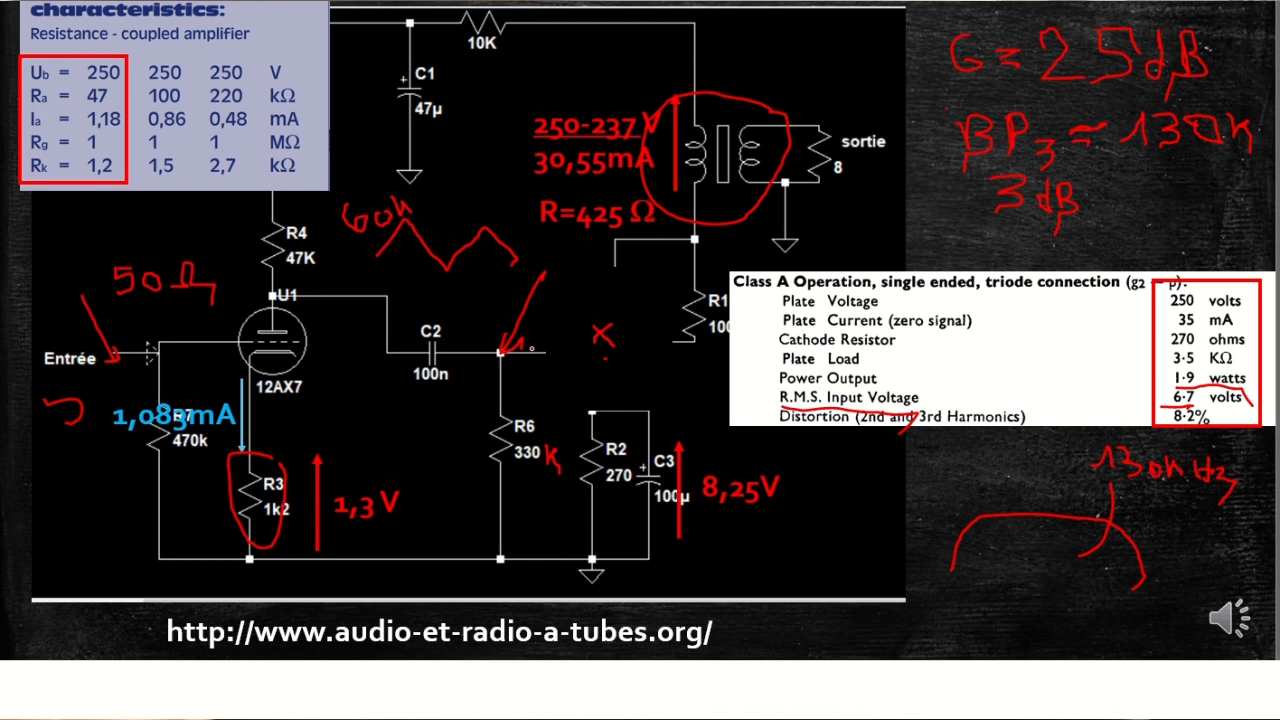 characteristics:
Resistance - coupled amplifier
Ub = 250 250 250 V
Ra = 47 100 220 kΩ
Ia = 1,18 0,86 0,48 mA
Rg = 1 1 1 MΩ
Rk = 1,2 1,5 2,7 kΩ
10K
C1
47µ
250-237 V
30,55mA
R=425 Ω
sortie
8
G = 25dB
BP3 = 130k
3dB
60k
50Ω
R4
47K
U1
Entrée
12AX7
C2
100n
1,083mA
470k
R3
1k2
1,3 V
R6
330 k
X
R2
270
C3
100µ
8,25V
R1
Class A Operation, single ended, triode connection
Plate Voltage 250 volts
Plate Current (zero signal) 35 mA
Cathode Resistor 270 ohms
Plate Load 3·5 KΩ
Power Output 1·9 watts
R.M.S. Input Voltage 6·7 volts
Distortion (2nd and 3rd Harmonics) 8·2%
130kHz
http://www.audio-et-radio-a-tubes.org/